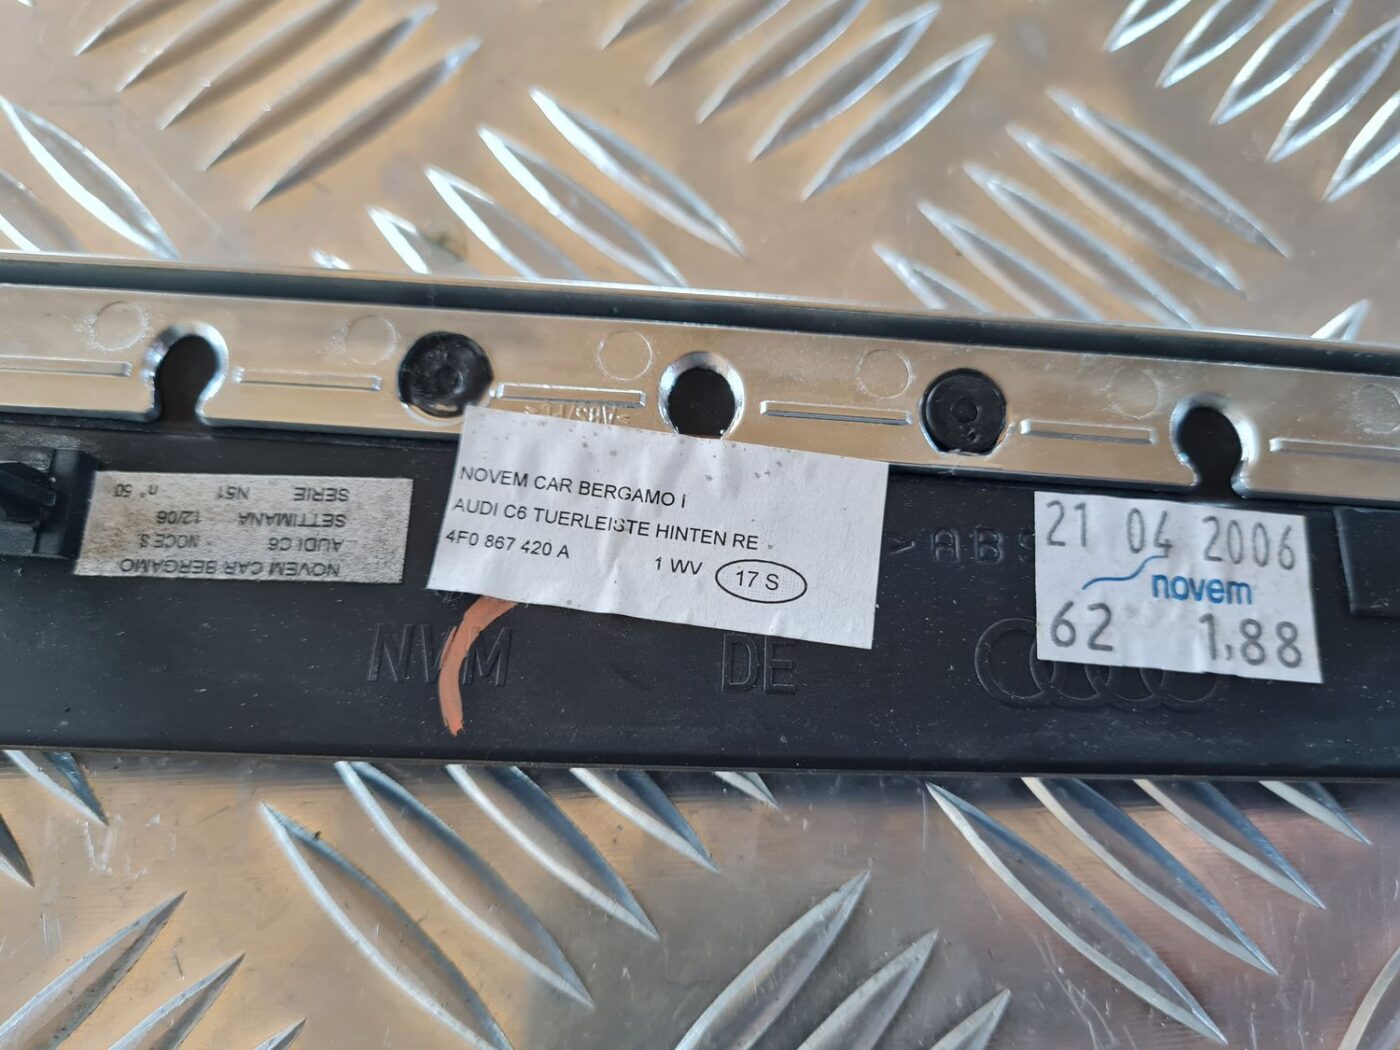 NOVEM CAR BERGAMO
AUDI C6 - NOCE S.
SETTIMANA 12/06
SERIE N51 n° 50
NOVEM CAR BERGAMO I
AUDI C6 TUERLEISTE HINTEN RE
4F0 867 420 A 1 WV 17 S
> ABS
21 04 2006
novem
62 1,88
NVM DE